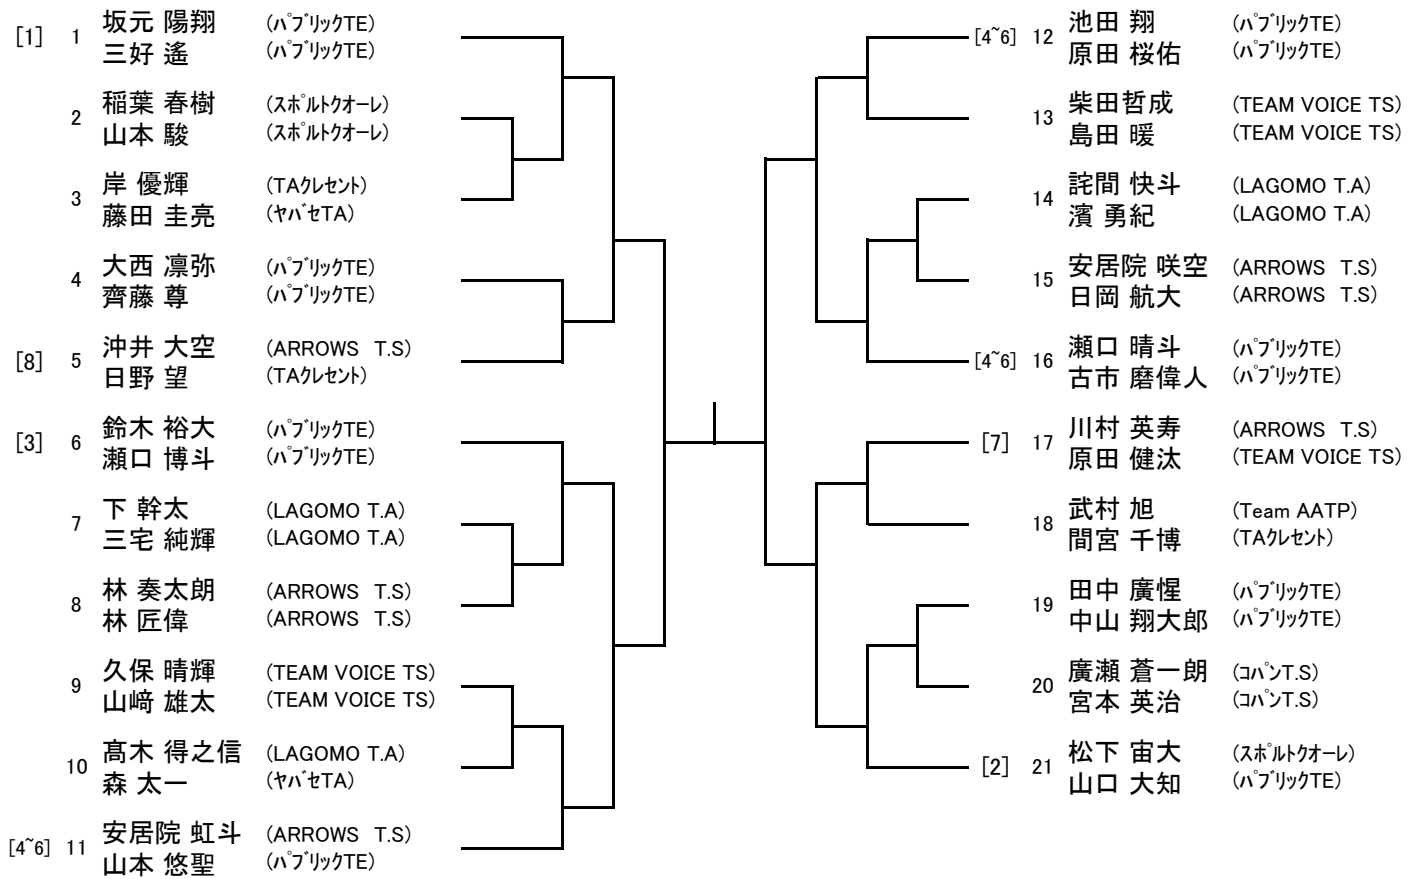 [1] 1 坂元 陽翔 (ﾊﾟﾌﾞﾘｯｸTE)
三好 遙 (ﾊﾟﾌﾞﾘｯｸTE)
2 稲葉 春樹 (ｽﾎﾟﾙﾄｸｵｰﾚ)
山本 駿 (ｽﾎﾟﾙﾄｸｵｰﾚ)
3 岸 優輝 (TAｸﾚｾﾝﾄ)
藤田 圭亮 (ﾔﾊﾞｾTA)
4 大西 凛弥 (ﾊﾟﾌﾞﾘｯｸTE)
齊藤 尊 (ﾊﾟﾌﾞﾘｯｸTE)
[8] 5 沖井 大空 (ARROWS　T.S)
日野 望 (TAｸﾚｾﾝﾄ)
[3] 6 鈴木 裕大 (ﾊﾟﾌﾞﾘｯｸTE)
瀬口 博斗 (ﾊﾟﾌﾞﾘｯｸTE)
7 下 幹太 (LAGOMO T.A)
三宅 純輝 (LAGOMO T.A)
8 林 奏太朗 (ARROWS　T.S)
林 匠偉 (ARROWS　T.S)
9 久保 晴輝 (TEAM VOICE TS)
山﨑 雄太 (TEAM VOICE TS)
10 髙木 得之信 (LAGOMO T.A)
森 太一 (ﾔﾊﾞｾTA)
[4~6] 11 安居院 虹斗 (ARROWS　T.S)
山本 悠聖 (ﾊﾟﾌﾞﾘｯｸTE)
[4~6] 12 池田 翔 (ﾊﾟﾌﾞﾘｯｸTE)
原田 桜佑 (ﾊﾟﾌﾞﾘｯｸTE)
13 柴田哲成 (TEAM VOICE TS)
島田 暖 (TEAM VOICE TS)
14 詫間 快斗 (LAGOMO T.A)
濱 勇紀 (LAGOMO T.A)
15 安居院 咲空 (ARROWS　T.S)
日岡 航大 (ARROWS　T.S)
[4~6] 16 瀬口 晴斗 (ﾊﾟﾌﾞﾘｯｸTE)
古市 磨偉人 (ﾊﾟﾌﾞﾘｯｸTE)
[7] 17 川村 英寿 (ARROWS　T.S)
原田 健汰 (TEAM VOICE TS)
18 武村 旭 (Team AATP)
間宮 千博 (TAｸﾚｾﾝﾄ)
19 田中 廣惺 (ﾊﾟﾌﾞﾘｯｸTE)
中山 翔大郎 (ﾊﾟﾌﾞﾘｯｸTE)
20 廣瀬 蒼一朗 (ｺﾊﾟﾝT.S)
宮本 英治 (ｺﾊﾟﾝT.S)
[2] 21 松下 宙大 (ｽﾎﾟﾙﾄｸｵｰﾚ)
山口 大知 (ﾊﾟﾌﾞﾘｯｸTE)